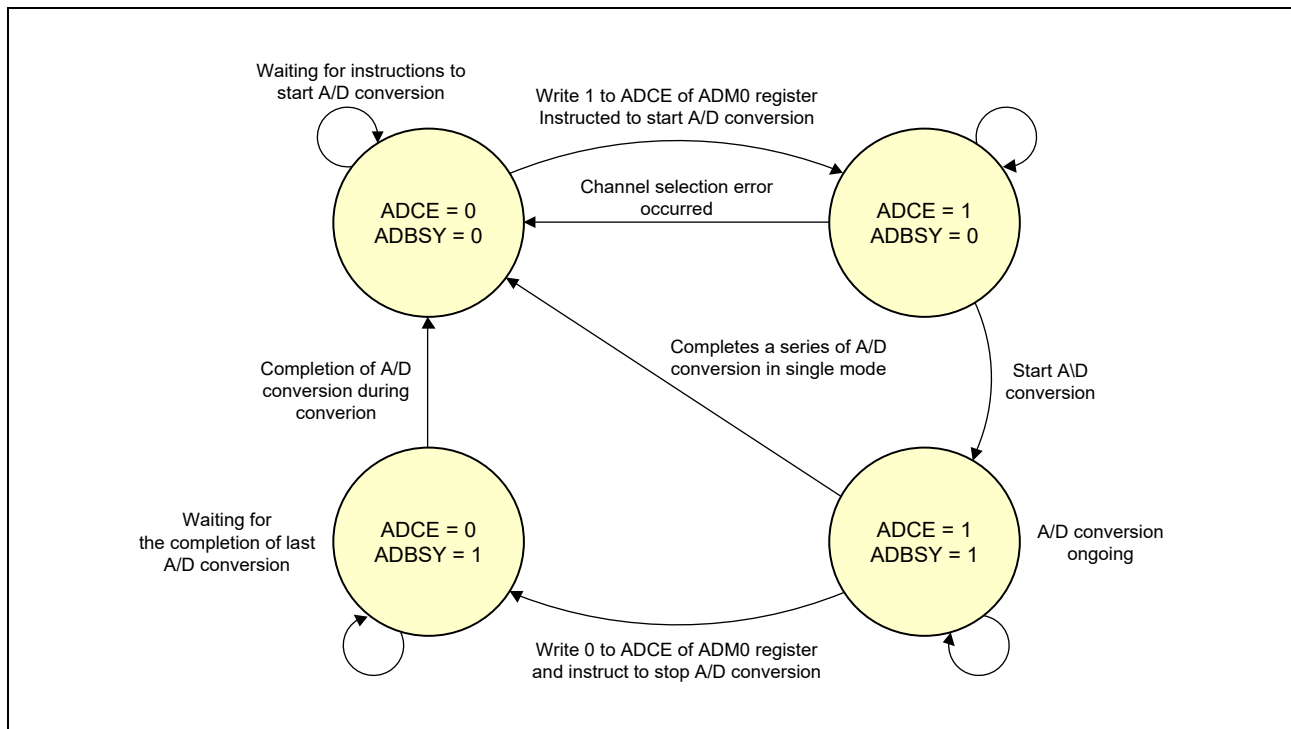 Waiting for instructions to
start A/D conversion
Write 1 to ADCE of ADM0 register
Instructed to start A/D conversion
Channel selection error
occurred
ADCE = 0
ADBSY = 0
ADCE = 1
ADBSY = 0
Completes a series of A/D
conversion in single mode
Completion of A/D
conversion during
converion
Start A\D
conversion
Waiting for
the completion of last
A/D conversion
ADCE = 0
ADBSY = 1
ADCE = 1
ADBSY = 1
A/D conversion
ongoing
Write 0 to ADCE of ADM0 register
and instruct to stop A/D conversion